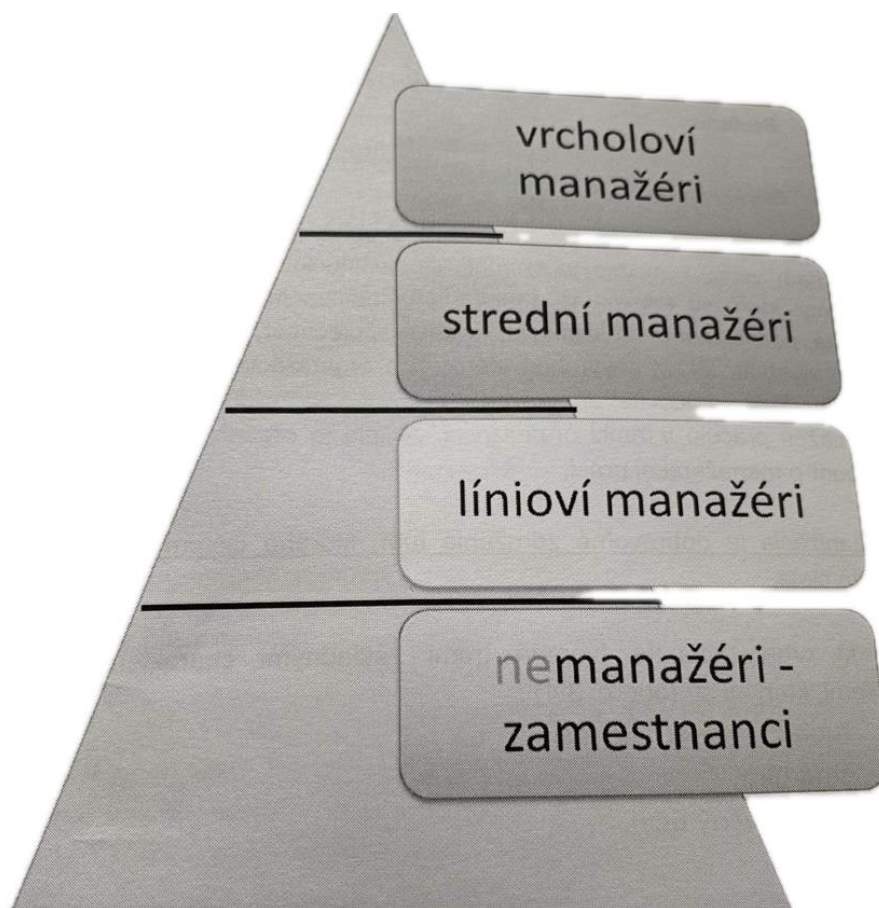 vrcholoví
manažéri
strední manažéri
línioví manažéri
nemanažéri -
zamestnanci